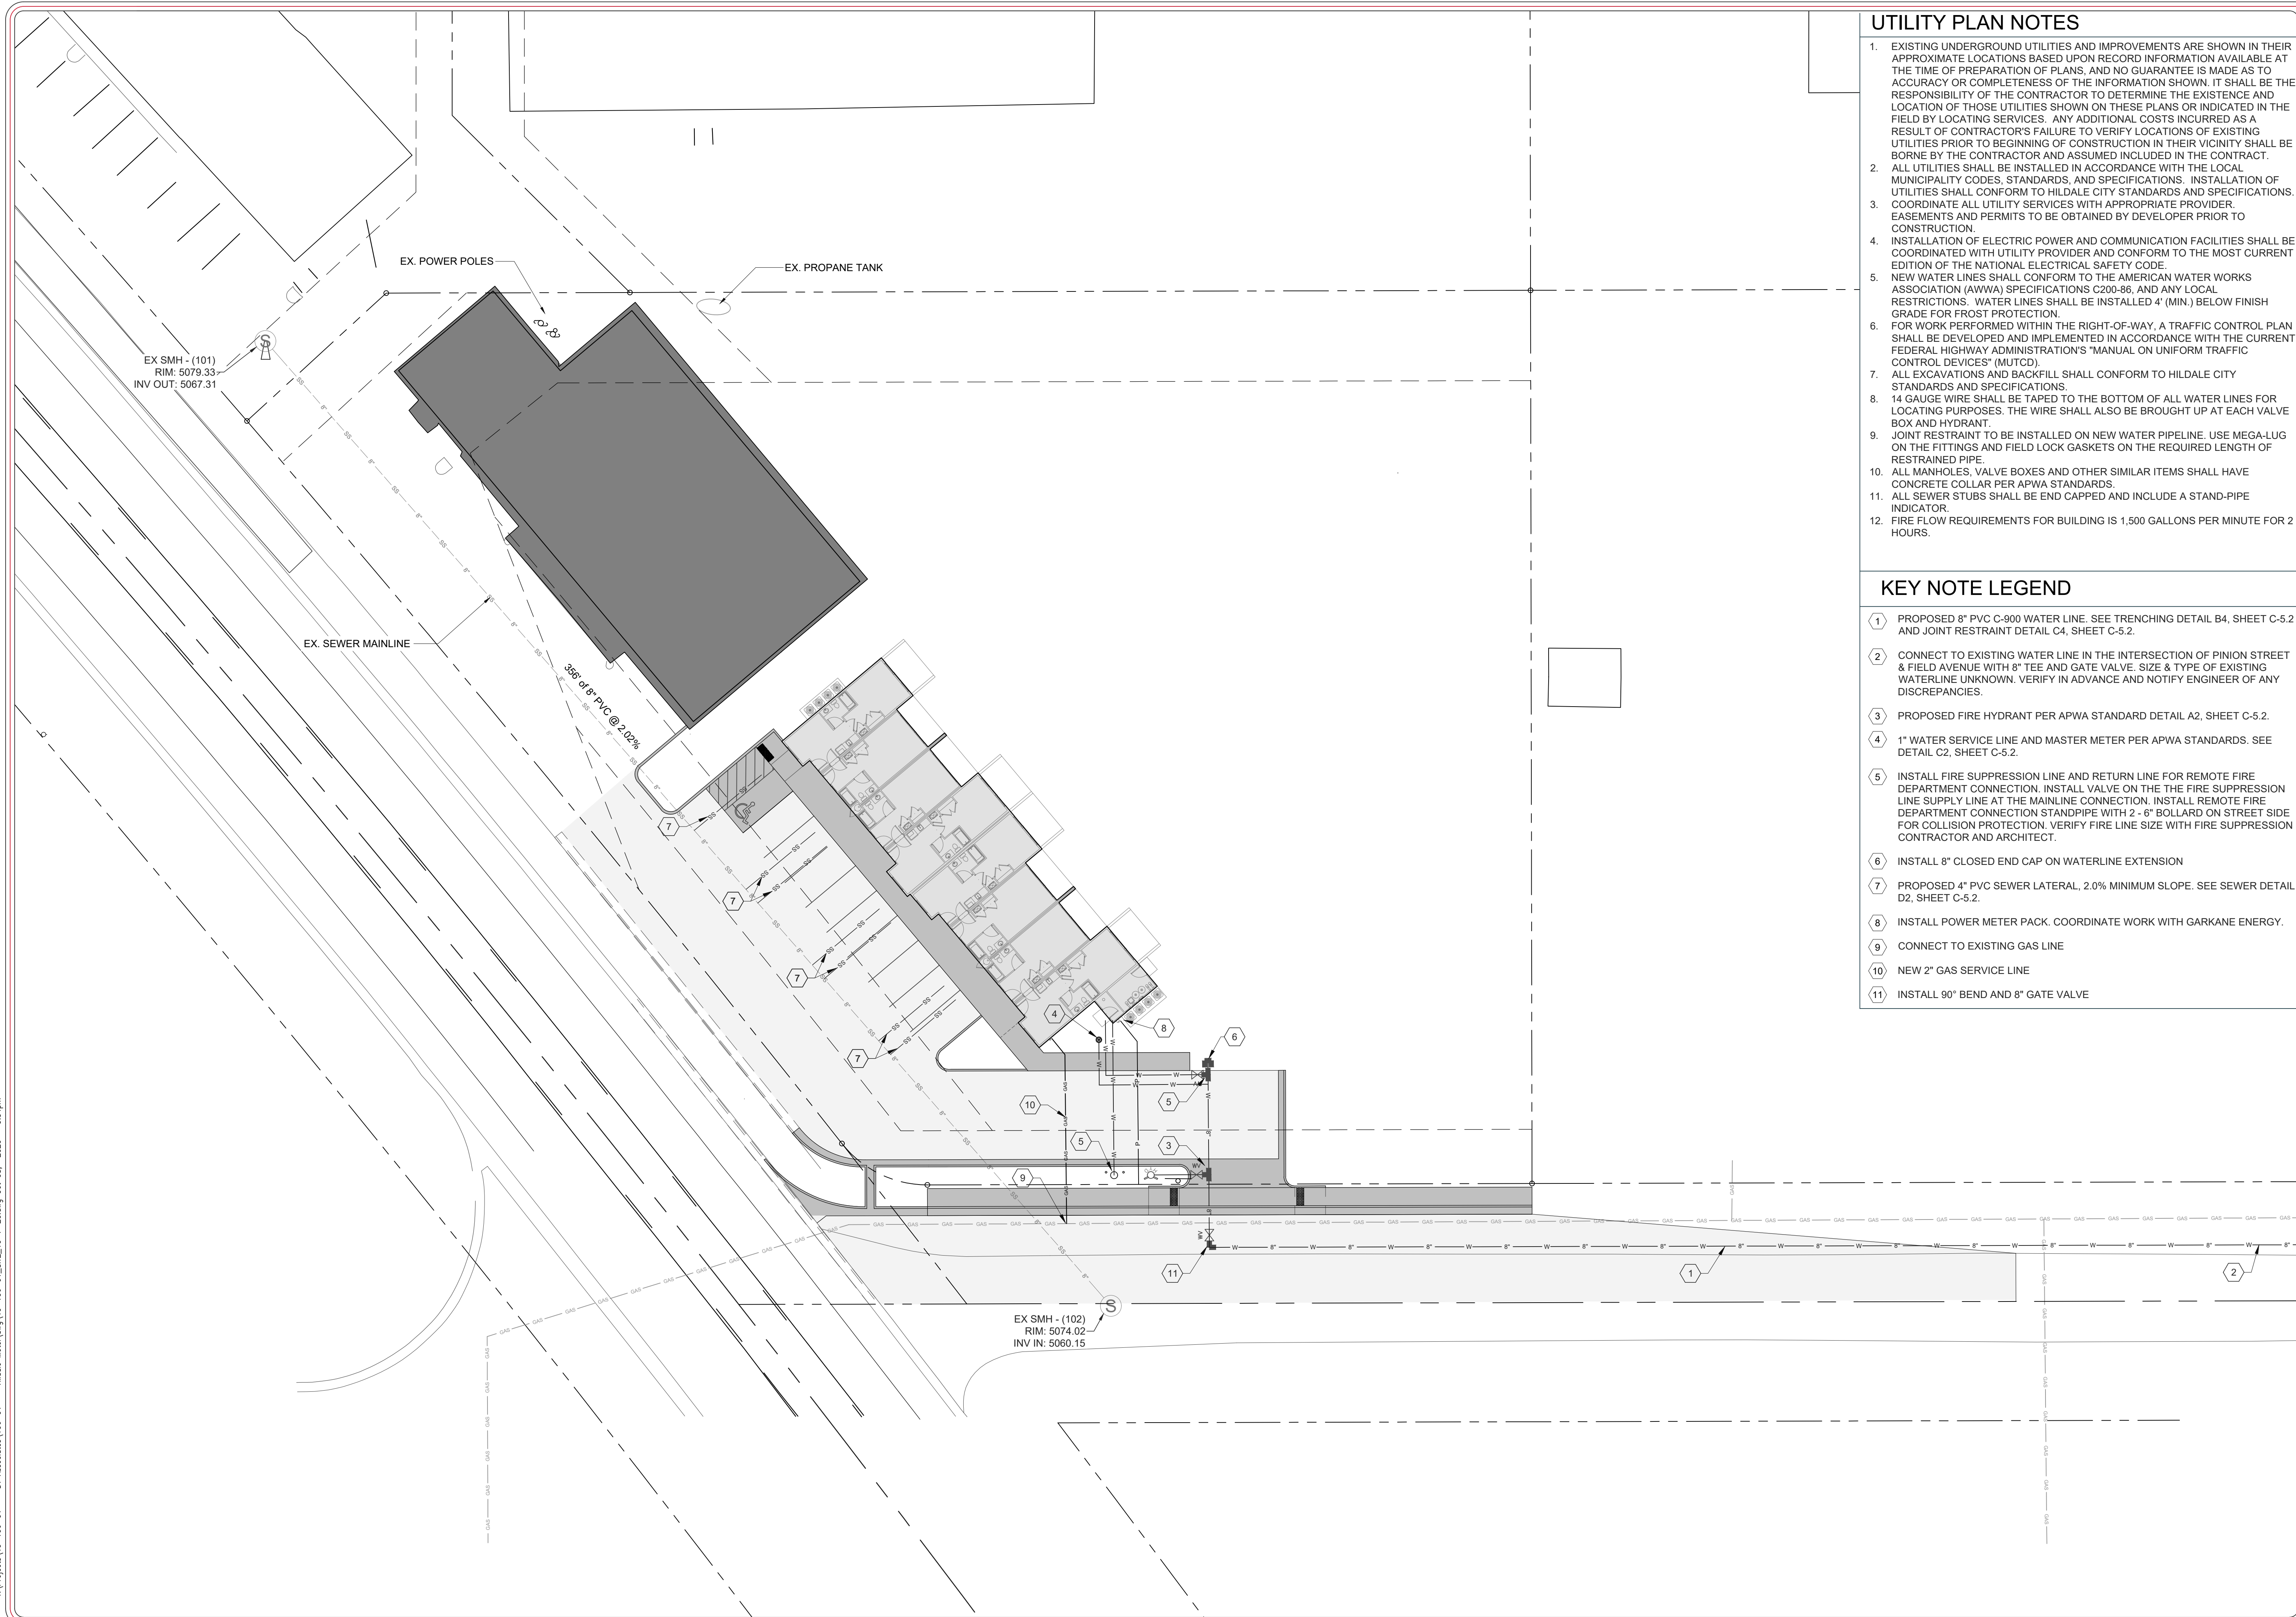 UTILITY PLAN NOTES
1. EXISTING UNDERGROUND UTILITIES AND IMPROVEMENTS ARE SHOWN IN THEIR
APPROXIMATE LOCATIONS BASED UPON RECORD INFORMATION AVAILABLE AT
THE TIME OF PREPARATION OF PLANS, AND NO GUARANTEE IS MADE AS TO
ACCURACY OR COMPLETENESS OF THE INFORMATION SHOWN. IT SHALL BE THE
RESPONSIBILITY OF THE CONTRACTOR TO DETERMINE THE EXISTENCE AND
LOCATION OF THOSE UTILITIES SHOWN ON THESE PLANS OR INDICATED IN THE
FIELD BY LOCATING SERVICES. ANY ADDITIONAL COSTS INCURRED AS A
RESULT OF CONTRACTOR'S FAILURE TO VERIFY LOCATIONS OF EXISTING
UTILITIES PRIOR TO BEGINNING OF CONSTRUCTION IN THEIR VICINITY SHALL BE
BORNE BY THE CONTRACTOR AND ASSUMED INCLUDED IN THE CONTRACT.
2. ALL UTILITIES SHALL BE INSTALLED IN ACCORDANCE WITH THE LOCAL
MUNICIPALITY CODES, STANDARDS, AND SPECIFICATIONS. INSTALLATION OF
UTILITIES SHALL CONFORM TO HILDALE CITY STANDARDS AND SPECIFICATIONS.
3. COORDINATE ALL UTILITY SERVICES WITH APPROPRIATE PROVIDER.
EASEMENTS AND PERMITS TO BE OBTAINED BY DEVELOPER PRIOR TO
CONSTRUCTION.
4. INSTALLATION OF ELECTRIC POWER AND COMMUNICATION FACILITIES SHALL BE
COORDINATED WITH UTILITY PROVIDER AND CONFORM TO THE MOST CURRENT
EDITION OF THE NATIONAL ELECTRICAL SAFETY CODE.
5. NEW WATER LINES SHALL CONFORM TO THE AMERICAN WATER WORKS
ASSOCIATION (AWWA) SPECIFICATIONS C200-86, AND ANY LOCAL
RESTRICTIONS. WATER LINES SHALL BE INSTALLED 4' (MIN.) BELOW FINISH
GRADE FOR FROST PROTECTION.
6. FOR WORK PERFORMED WITHIN THE RIGHT-OF-WAY, A TRAFFIC CONTROL PLAN
SHALL BE DEVELOPED AND IMPLEMENTED IN ACCORDANCE WITH THE CURRENT
FEDERAL HIGHWAY ADMINISTRATION'S "MANUAL ON UNIFORM TRAFFIC
CONTROL DEVICES" (MUTCD).
7. ALL EXCAVATIONS AND BACKFILL SHALL CONFORM TO HILDALE CITY
STANDARDS AND SPECIFICATIONS.
8. 14 GAUGE WIRE SHALL BE TAPED TO THE BOTTOM OF ALL WATER LINES FOR
LOCATING PURPOSES. THE WIRE SHALL ALSO BE BROUGHT UP AT EACH VALVE
BOX AND HYDRANT.
9. JOINT RESTRAINT TO BE INSTALLED ON NEW WATER PIPELINE. USE MEGA-LUG
ON THE FITTINGS AND FIELD LOCK GASKETS ON THE REQUIRED LENGTH OF
RESTRAINED PIPE.
10. ALL MANHOLES, VALVE BOXES AND OTHER SIMILAR ITEMS SHALL HAVE
CONCRETE COLLAR PER APWA STANDARDS.
11. ALL SEWER STUBS SHALL BE END CAPPED AND INCLUDE A STAND-PIPE
INDICATOR.
12. FIRE FLOW REQUIREMENTS FOR BUILDING IS 1,500 GALLONS PER MINUTE FOR 2
HOURS.
KEY NOTE LEGEND
1 PROPOSED 8" PVC C-900 WATER LINE. SEE TRENCHING DETAIL B4, SHEET C-5.2
AND JOINT RESTRAINT DETAIL C4, SHEET C-5.2.
2 CONNECT TO EXISTING WATER LINE IN THE INTERSECTION OF PINION STREET
& FIELD AVENUE WITH 8" TEE AND GATE VALVE. SIZE & TYPE OF EXISTING
WATERLINE UNKNOWN. VERIFY IN ADVANCE AND NOTIFY ENGINEER OF ANY
DISCREPANCIES.
3 PROPOSED FIRE HYDRANT PER APWA STANDARD DETAIL A2, SHEET C-5.2.
4 1" WATER SERVICE LINE AND MASTER METER PER APWA STANDARDS. SEE
DETAIL C2, SHEET C-5.2.
5 INSTALL FIRE SUPPRESSION LINE AND RETURN LINE FOR REMOTE FIRE
DEPARTMENT CONNECTION. INSTALL VALVE ON THE THE FIRE SUPPRESSION
LINE SUPPLY LINE AT THE MAINLINE CONNECTION. INSTALL REMOTE FIRE
DEPARTMENT CONNECTION STANDPIPE WITH 2 - 6" BOLLARD ON STREET SIDE
FOR COLLISION PROTECTION. VERIFY FIRE LINE SIZE WITH FIRE SUPPRESSION
CONTRACTOR AND ARCHITECT.
6 INSTALL 8" CLOSED END CAP ON WATERLINE EXTENSION
7 PROPOSED 4" PVC SEWER LATERAL, 2.0% MINIMUM SLOPE. SEE SEWER DETAIL
D2, SHEET C-5.2.
8 INSTALL POWER METER PACK. COORDINATE WORK WITH GARKANE ENERGY.
9 CONNECT TO EXISTING GAS LINE
10 NEW 2" GAS SERVICE LINE
11 INSTALL 90° BEND AND 8" GATE VALVE
EX. POWER POLES
EX. PROPANE TANK
EX SMH - (101)
RIM: 5079.33
INV OUT: 5067.31
EX. SEWER MAINLINE
356' of 8" PVC @ 2.02%
7
7
7
7
4
8
6
10
5
5
3
9
11
1
2
EX SMH - (102)
RIM: 5074.02
INV IN: 5060.15